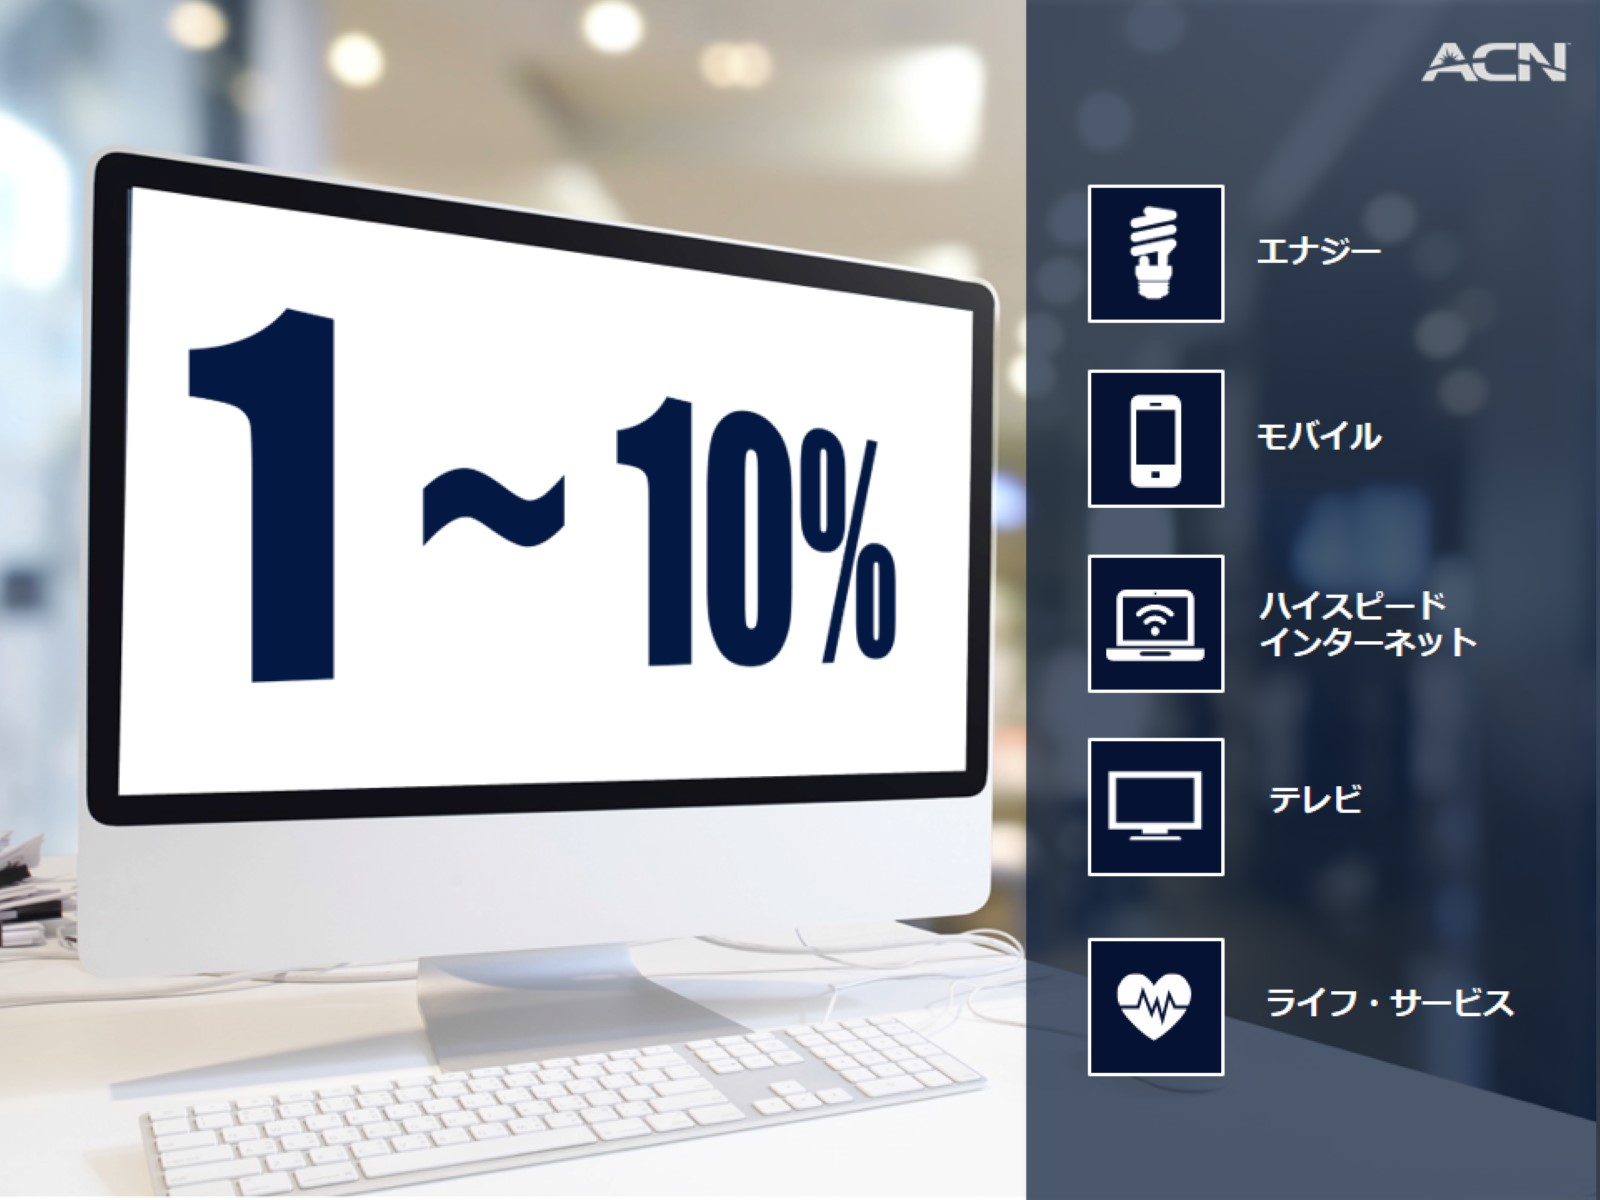 ACN
1 ~ 10%
エナジー
モバイル
ハイスピード
インターネット
テレビ
ライフ・サービス